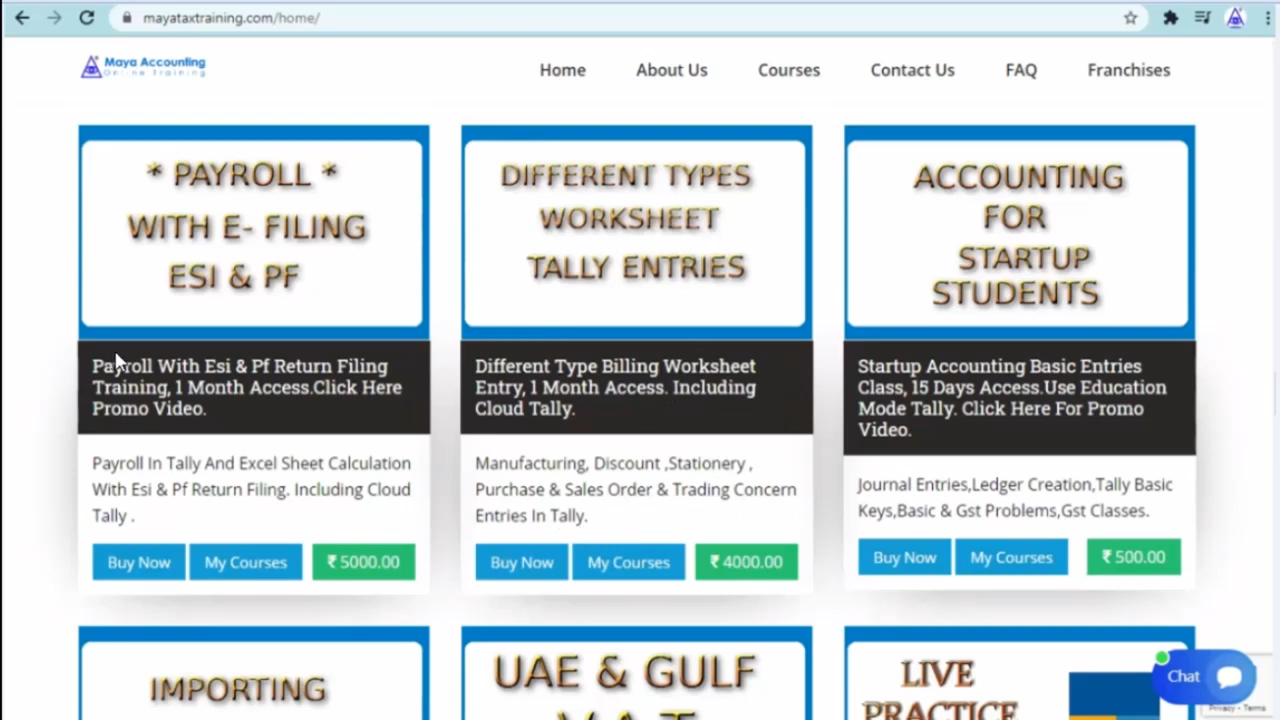 mayataxtraining.com/home/
Maya Accounting
Online Training
Home
About Us
Courses
Contact Us
FAQ
Franchises
* PAYROLL *
WITH E- FILING
ESI & PF
Payroll With Esi & Pf Return Filing
Training, 1 Month Access.Click Here
Promo Video.
Payroll In Tally And Excel Sheet Calculation
With Esi & Pf Return Filing. Including Cloud
Tally .
Buy Now
My Courses
₹ 5000.00
DIFFERENT TYPES
WORKSHEET
TALLY ENTRIES
Different Type Billing Worksheet
Entry, 1 Month Access. Including
Cloud Tally.
Manufacturing, Discount ,Stationery ,
Purchase & Sales Order & Trading Concern
Entries In Tally.
Buy Now
My Courses
₹ 4000.00
ACCOUNTING
FOR
STARTUP
STUDENTS
Startup Accounting Basic Entries
Class, 15 Days Access.Use Education
Mode Tally. Click Here For Promo
Video.
Journal Entries,Ledger Creation,Tally Basic
Keys,Basic & Gst Problems,Gst Classes.
Buy Now
My Courses
₹ 500.00
IMPORTING
UAE & GULF
VAT
LIVE
PRACTICE
Chat
Privacy - Terms